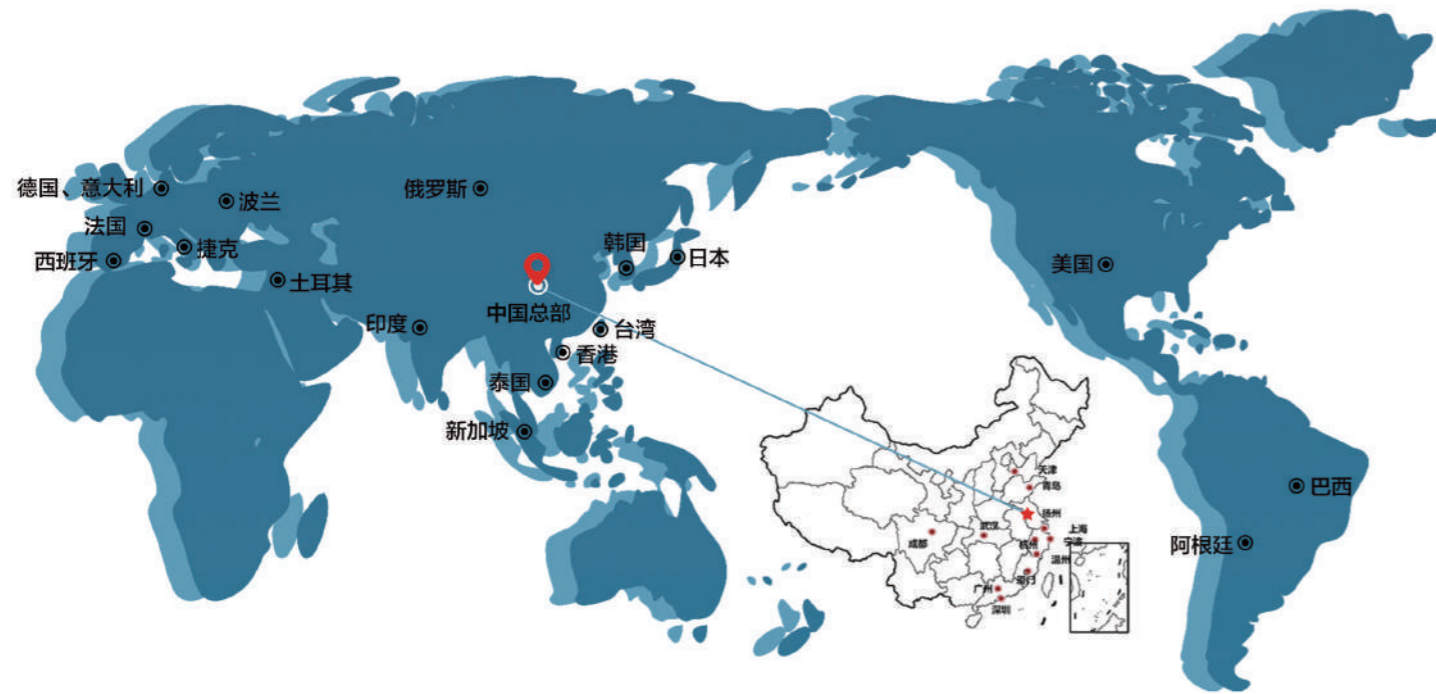 德国、意大利
波兰
俄罗斯
法国
捷克
韩国
日本
西班牙
美国
土耳其
中国总部
印度
台湾
香港
泰国
新加坡
天津
青岛
巴西
扬州
武汉
上海
成都
杭州
宁波
阿根廷
温州
厦门
广州
深圳